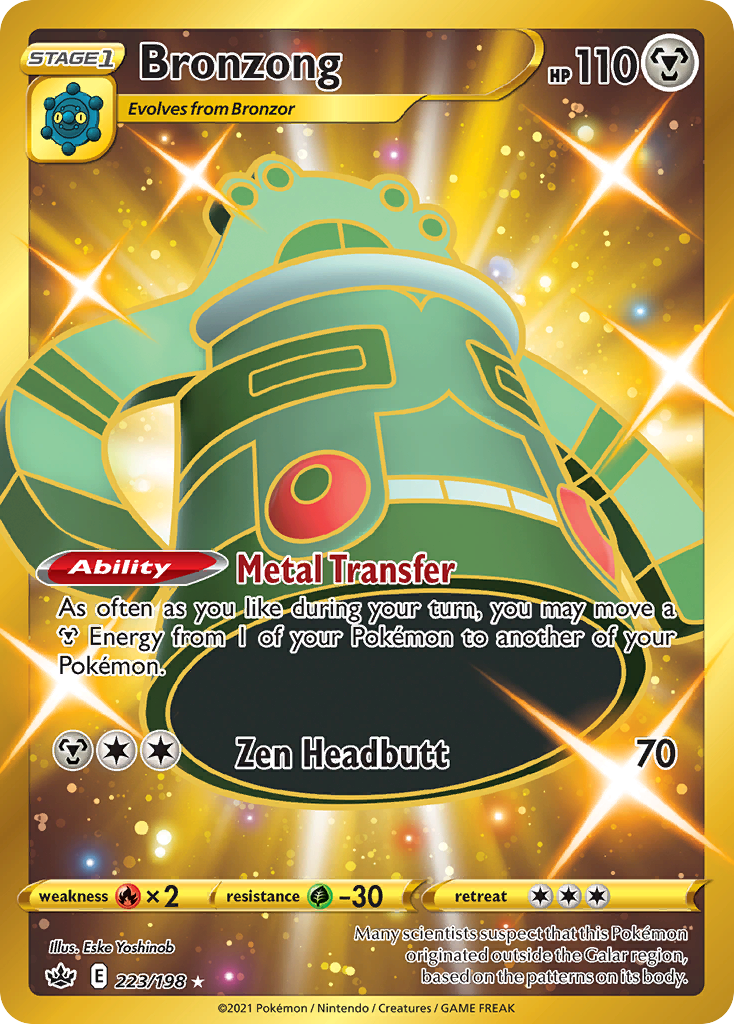 STAGE 1
Bronzong
HP 110
Evolves from Bronzor
Ability Metal Transfer
As often as you like during your turn, you may move a
Energy from 1 of your Pokémon to another of your
Pokémon.
Zen Headbutt 70
weakness ×2 resistance -30 retreat
Illus. Eske Yoshinob
Many scientists suspect that this Pokémon
originated outside the Galar region,
based on the patterns on its body.
E 223/198 ★
©2021 Pokémon / Nintendo / Creatures / GAME FREAK